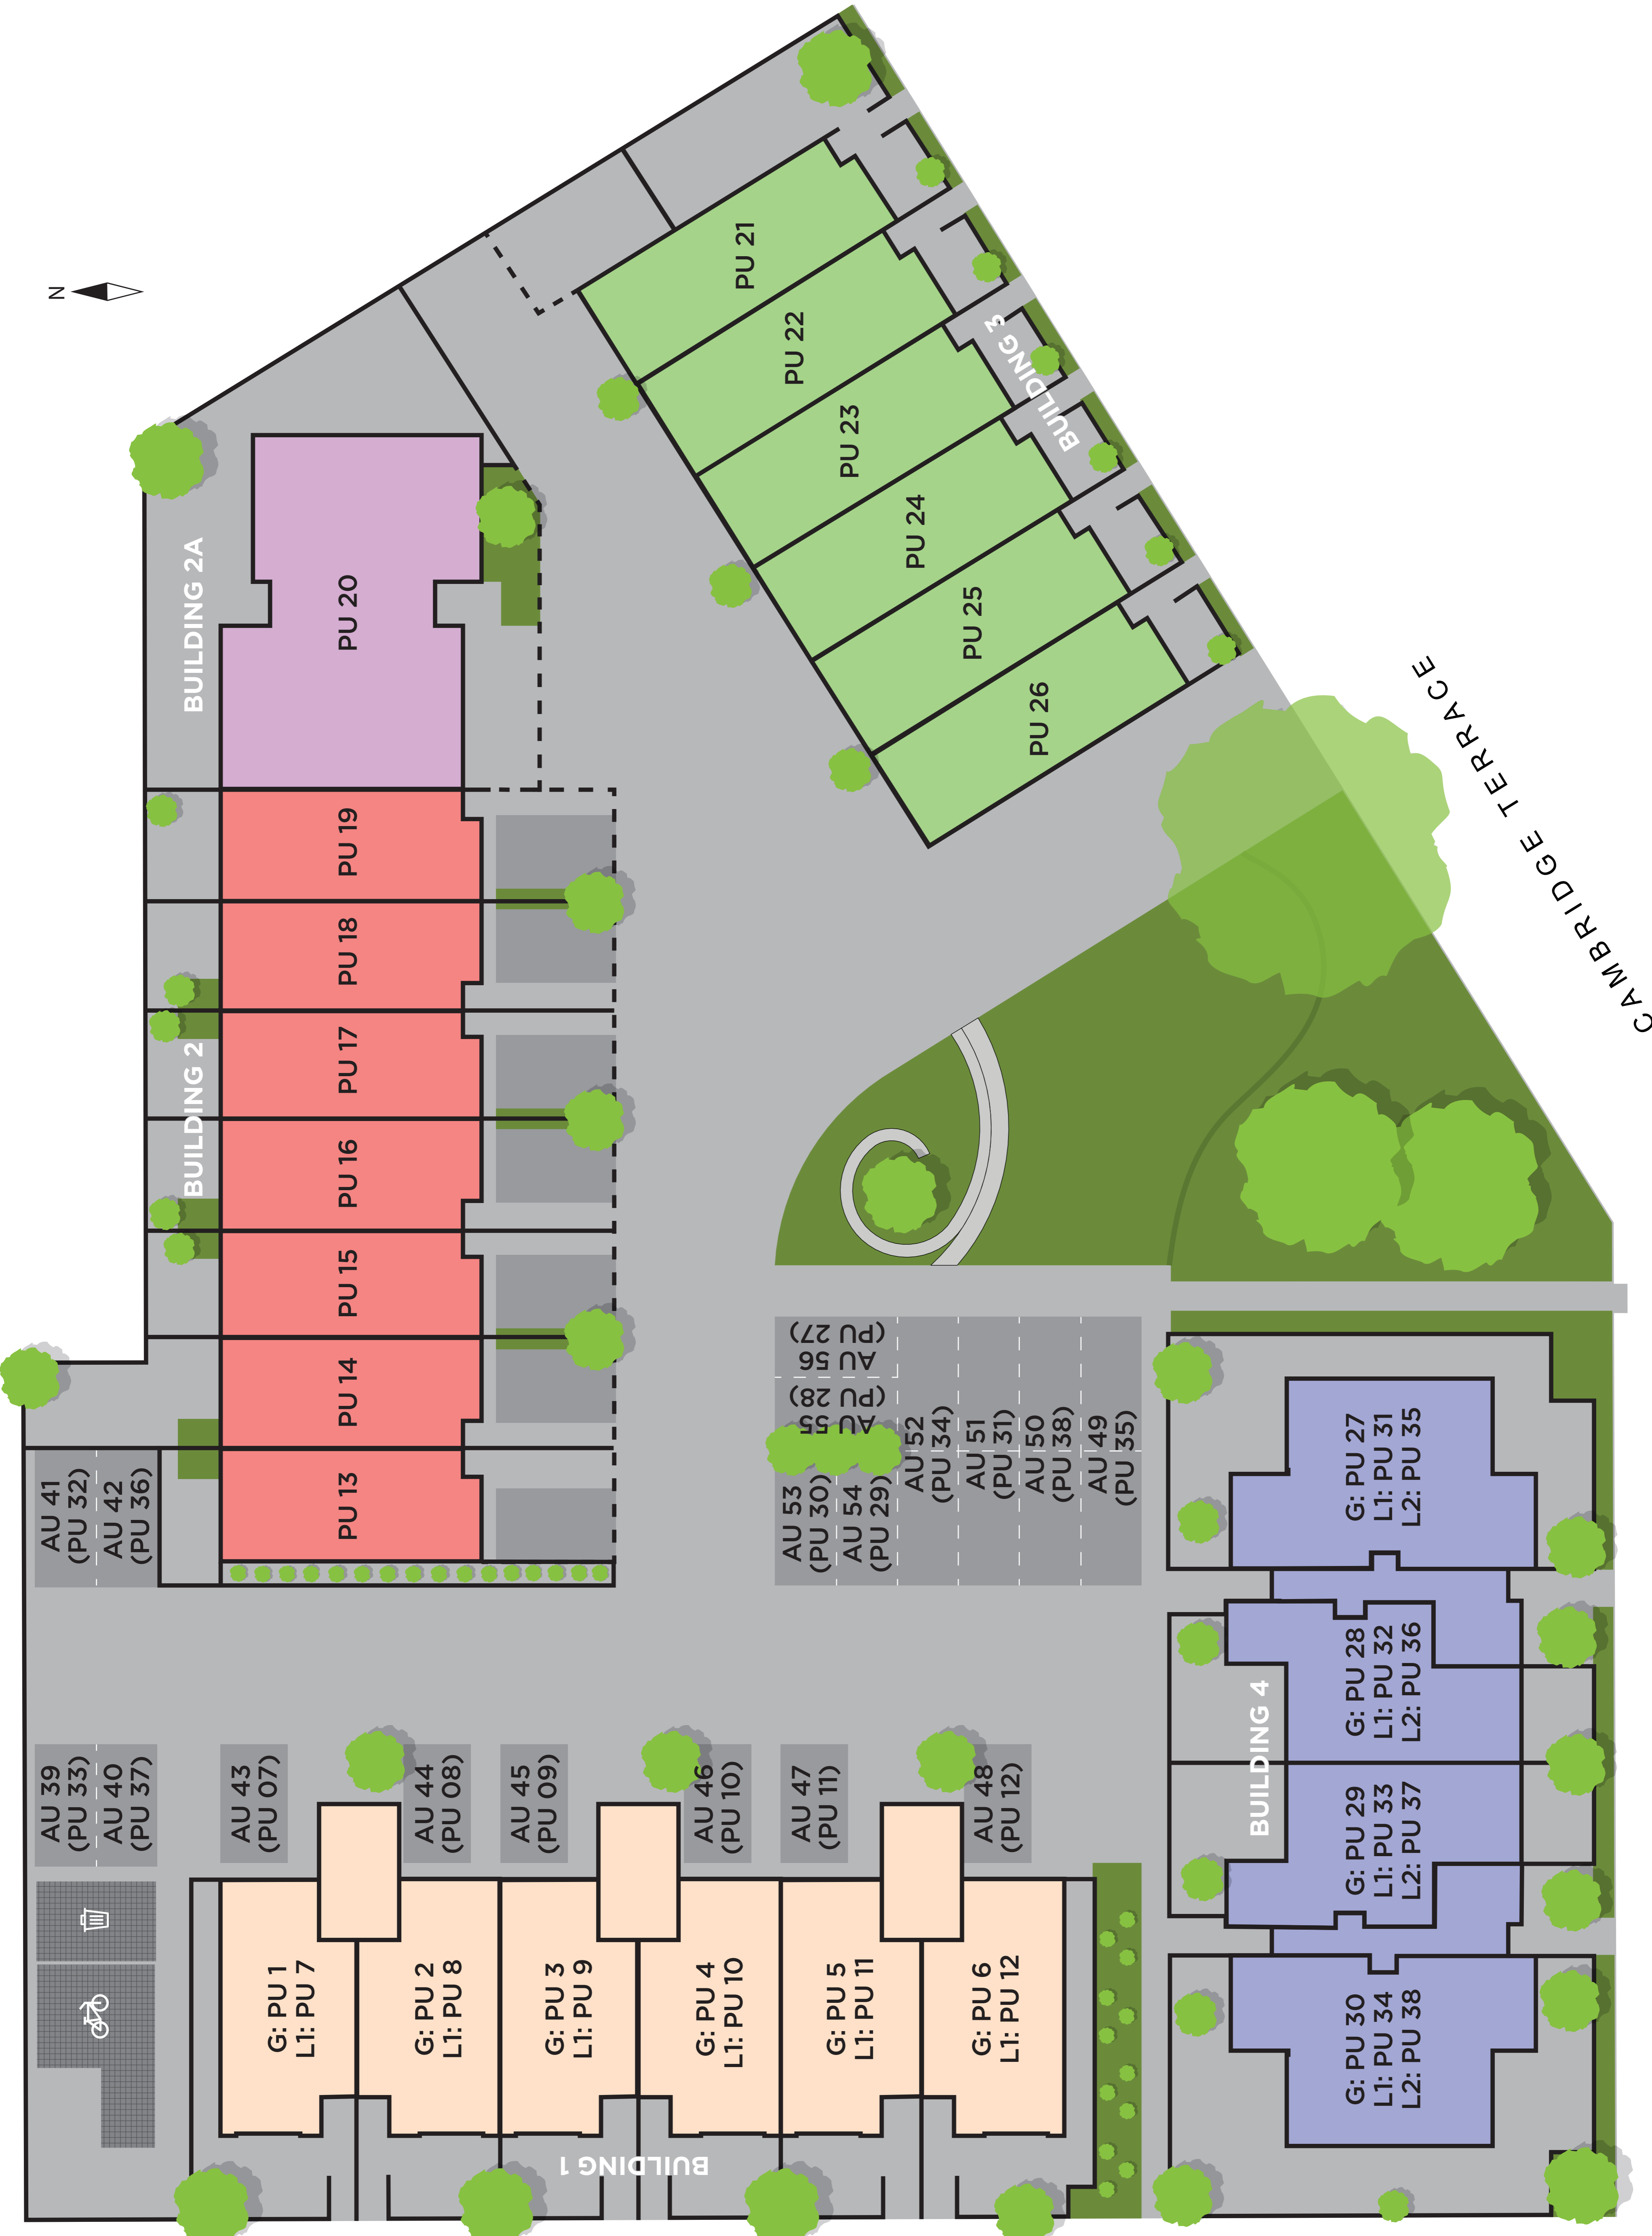 N
BUILDING 2A
PU 20
BUILDING 2
PU 19
PU 18
PU 17
PU 16
PU 15
PU 14
PU 13
PU 21
PU 22
PU 23
PU 24
PU 25
PU 26
BUILDING 3
CAMBRIDGE TERRACE
AU 41
(PU 32)
AU 42
(PU 36)
AU 39
(PU 33)
AU 40
(PU 37)
AU 43
(PU 07)
AU 44
(PU 08)
AU 45
(PU 09)
AU 46
(PU 10)
AU 47
(PU 11)
AU 48
(PU 12)
AU 56
(PU 27)
AU 55
(PU 28)
AU 53
(PU 30)
AU 54
(PU 29)
AU 52
(PU 34)
AU 51
(PU 31)
AU 50
(PU 38)
AU 49
(PU 35)
G: PU 1
L1: PU 7
G: PU 2
L1: PU 8
G: PU 3
L1: PU 9
G: PU 4
L1: PU 10
G: PU 5
L1: PU 11
G: PU 6
L1: PU 12
BUILDING 1
BUILDING 4
G: PU 27
L1: PU 31
L2: PU 35
G: PU 28
L1: PU 32
L2: PU 36
G: PU 29
L1: PU 33
L2: PU 37
G: PU 30
L1: PU 34
L2: PU 38